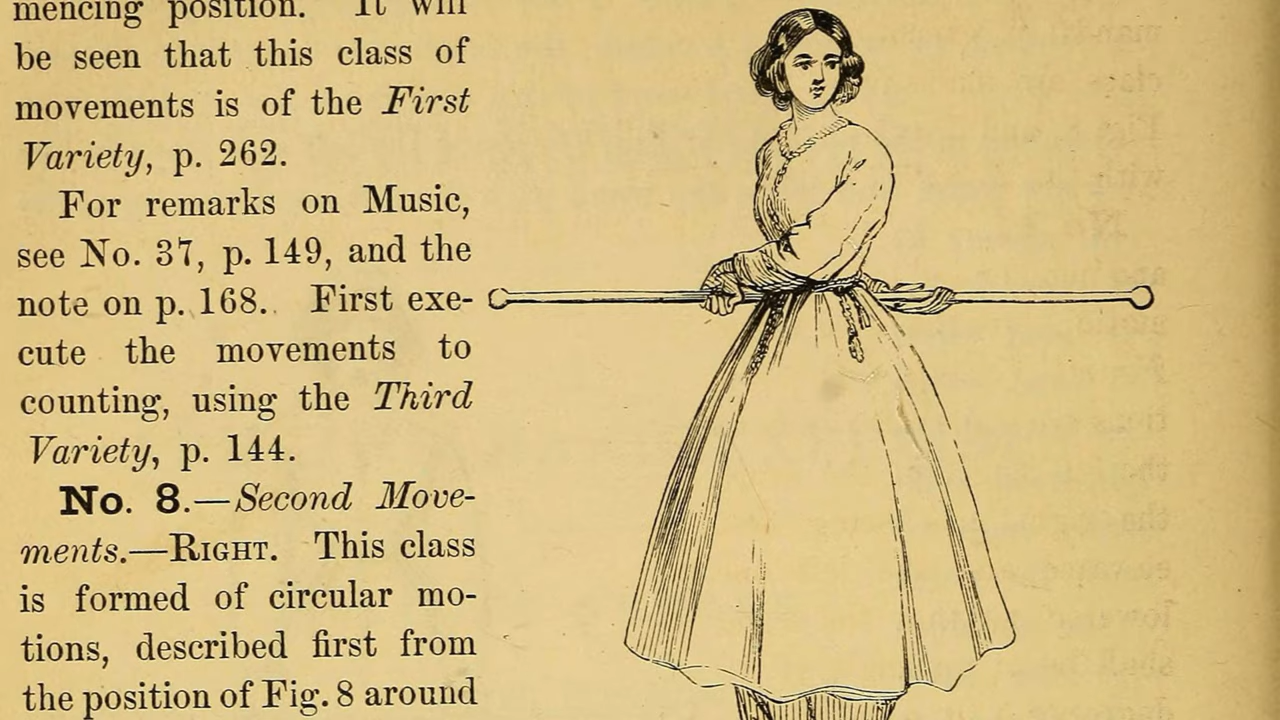 mencing position. It will
be seen that this class of
movements is of the First
Variety, p. 262.
For remarks on Music,
see No. 37, p. 149, and the
note on p. 168. First exe-
cute the movements to
counting, using the Third
Variety, p. 144.
No. 8.—Second Move-
ments.—RIGHT. This class
is formed of circular mo-
tions, described first from
the position of Fig. 8 around